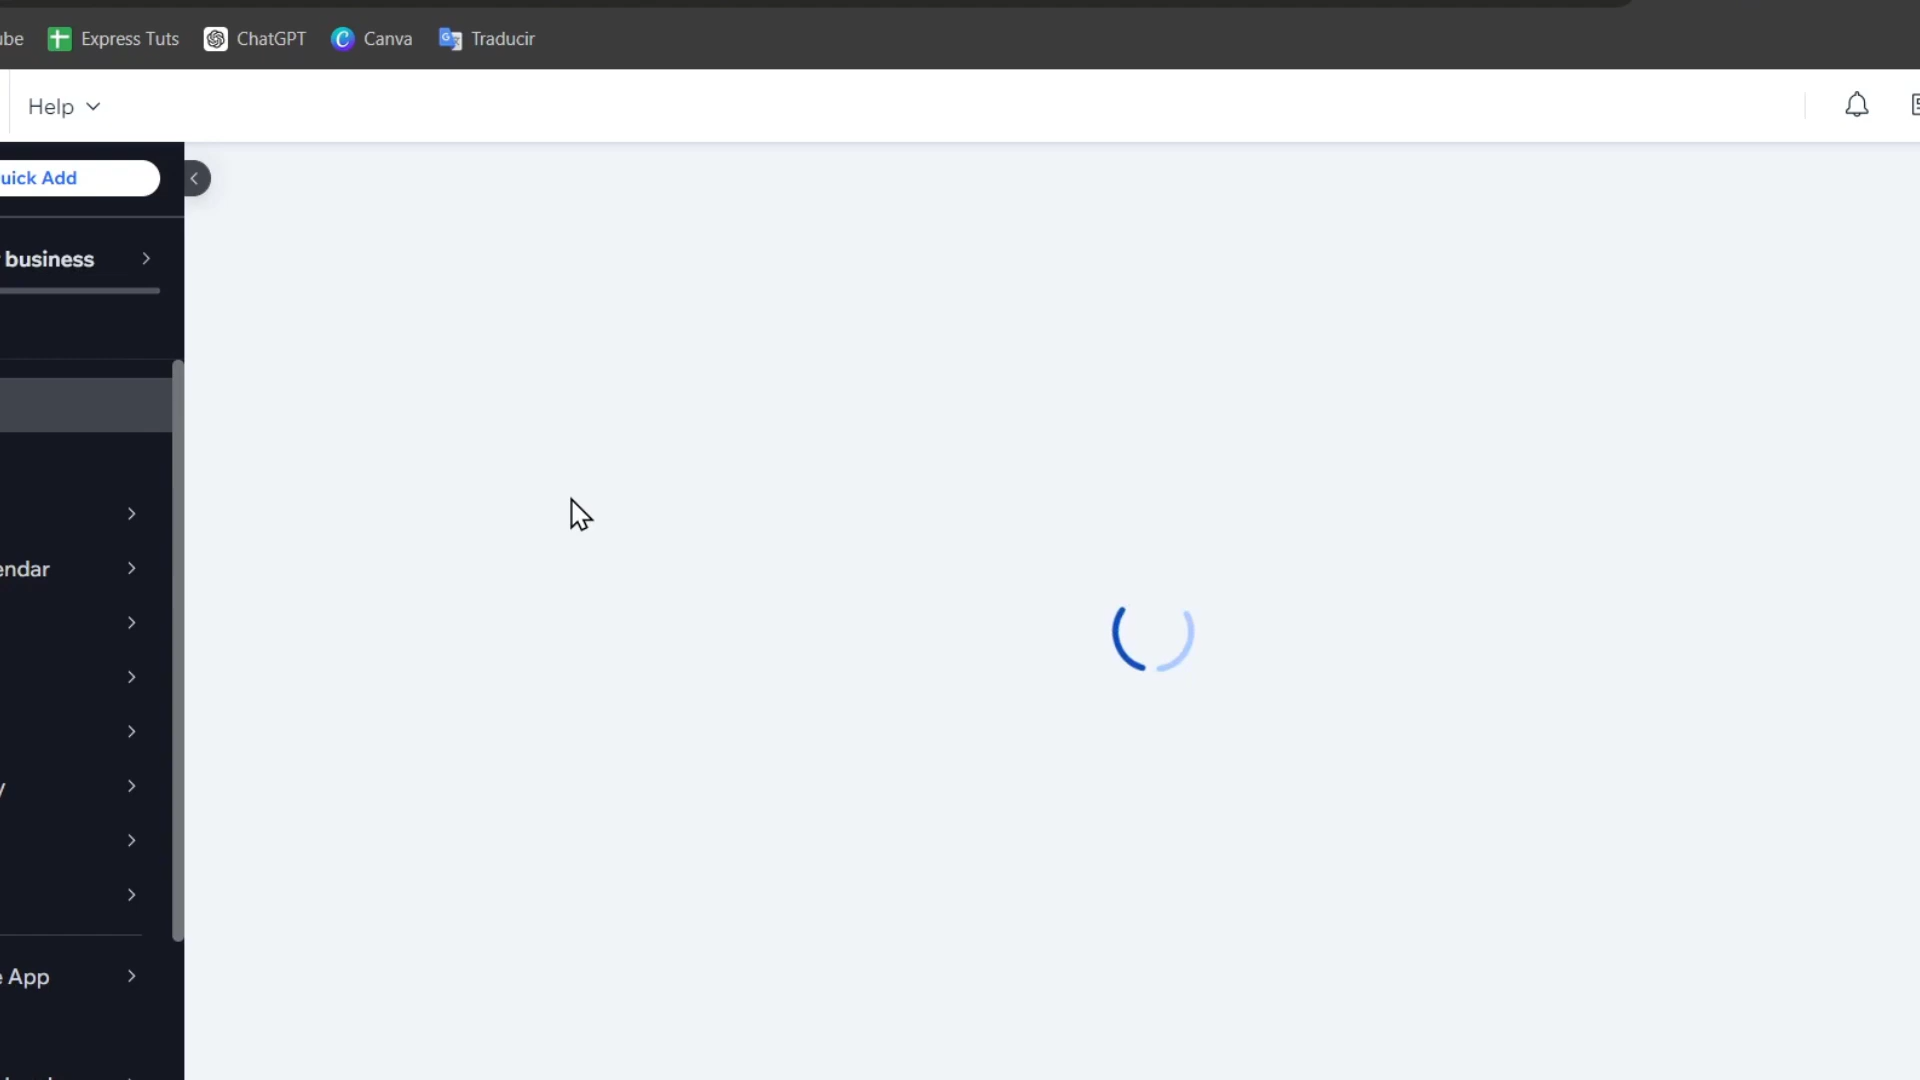 ube Express Tuts ChatGPT Canva Traducir
Help
uick Add
business
endar
y
e App